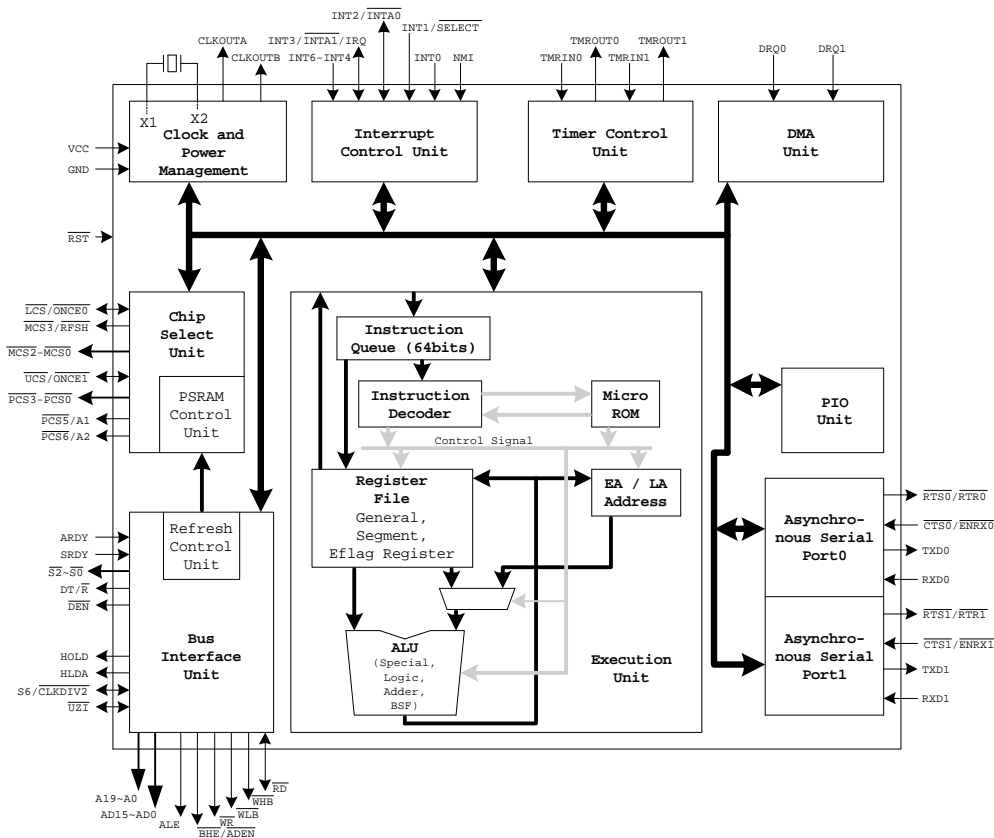 INT2/INTA0
CLKOUTA
INT3/INTA1/IRQ
INT1/SELECT
TMROUT0
TMROUT1
CLKOUTB
INT6-INT4
INT0
NMI
TMRIN0
TMRIN1
DRQ0
DRQ1
X1
X2
Clock and
Power
Management
Interrupt
Control Unit
Timer Control
Unit
DMA
Unit
VCC
GND
RST
LCS/ONCE0
MCS3/RFSH
MCS2-MCS0
UCS/ONCE1
PCS3-PCS0
PCS5/A1
PCS6/A2
Chip
Select
Unit
PSRAM
Control
Unit
Instruction
Queue (64bits)
Instruction
Decoder
Micro
ROM
Control Signal
Register
File
General,
Segment,
Eflag Register
EA / LA
Address
ALU
(Special,
Logic,
Adder,
BSF)
Execution
Unit
PIO
Unit
Asynchro-
nous Serial
Port0
RTS0/RTR0
CTS0/ENRX0
TXD0
RXD0
Asynchro-
nous Serial
Port1
RTS1/RTR1
CTS1/ENRX1
TXD1
RXD1
Refresh
Control
Unit
Bus
Interface
Unit
ARDY
SRDY
S2~S0
DT/R
DEN
HOLD
HLDA
S6/CLKDIV2
UZI
A19~A0
AD15~AD0
ALE
BHE/ADEN
WR
WLB
WHB
RD